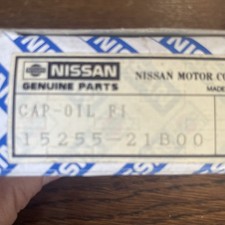 NISSAN
GENUINE PARTS
NISSAN MOTOR CO
MADE
CAP-OIL FI
15255-21B00